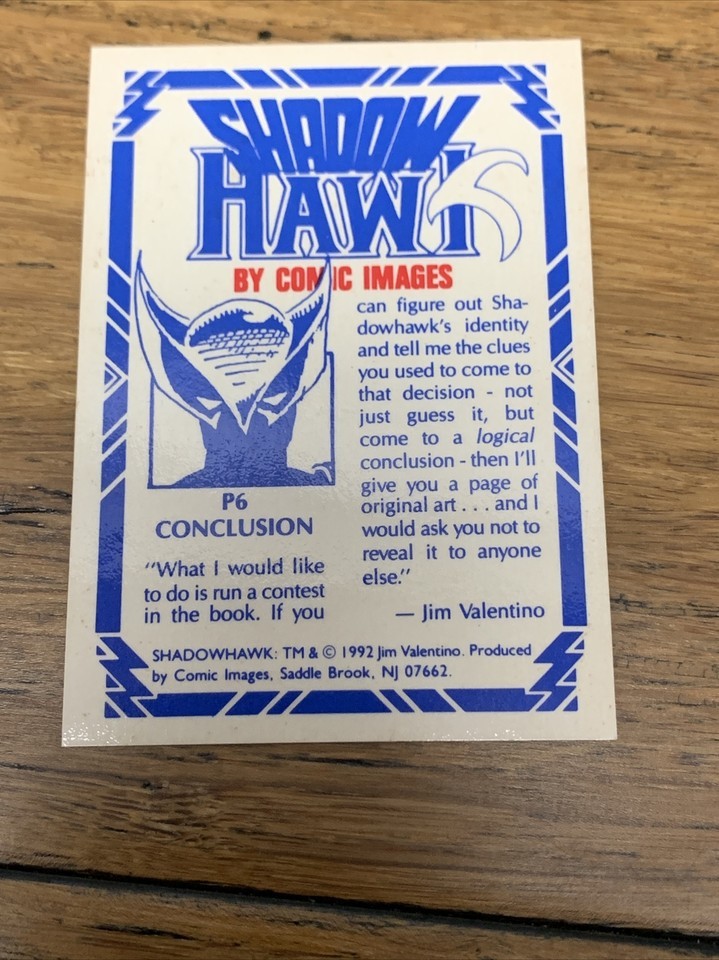 SHADOW
HAWK
BY COMIC IMAGES
P6
CONCLUSION
"What I would like
to do is run a contest
in the book. If you
can figure out Sha-
dowhawk's identity
and tell me the clues
you used to come to
that decision - not
just guess it, but
come to a logical
conclusion - then I'll
give you a page of
original art . . . and I
would ask you not to
reveal it to anyone
else."
— Jim Valentino
SHADOWHAWK: TM & © 1992 Jim Valentino. Produced
by Comic Images, Saddle Brook, NJ 07662.